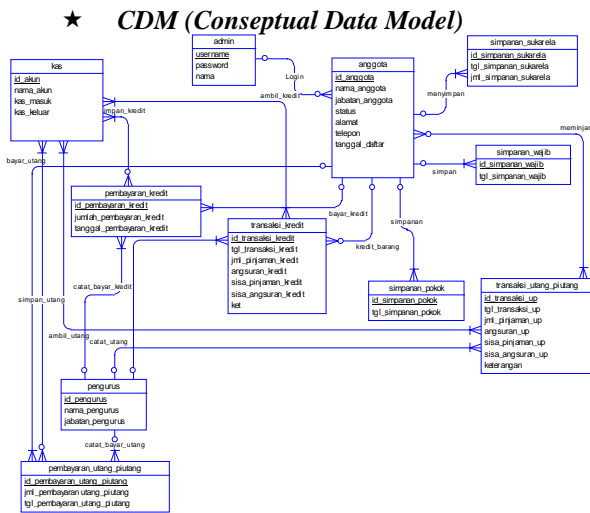 ★ CDM (Conseptual Data Model)
admin
username
password
nama
kas
id_akun
nama_akun
kas_masuk
kas_keluar
anggota
id_anggota
nama_anggota
jabatan_anggota
status
alamat
telepon
tanggal_daftar
simpanan_sukarela
id_simpanan_sukarela
tgl_simpanan_sukarela
jml_simpanan_sukarela
Login
menyimpan
ambil_kredit
impan_kredit
meminjam
bayar_utang
simpanan_wajib
id_simpanan_wajib
tgl_simpanan_wajib
simpan
pembayaran_kredit
id_pembayaran_kredit
jumlah_pembayaran_kredit
tanggal_pembayaran_kredit
bayar_kredit
simpanan
transaksi_kredit
id_transaksi_kredit
tgl_transaksi_kredit
jml_pinjaman_kredit
angsuran_kredit
sisa_pinjaman_kredit
sisa_angsuran_kredit
ket
kredit_barang
simpanan_pokok
id_simpanan_pokok
tgl_simpanan_pokok
transaksi_utang_piutang
id_transaksi_up
tgl_transaksi_up
jml_pinjaman_up
angsuran_up
sisa_pinjaman_up
sisa_angsuran_up
keterangan
catat_bayar_kredit
simpan_utang
ambil_utang
catat_utang
pengurus
id_pengurus
nama_pengurus
jabatan_pengurus
catat_bayar_utang
pembayaran_utang_piutang
id_pembayaran_utang_piutang
jml_pembayaran utang_piutang
tgl_pembayaran_utang_piutang